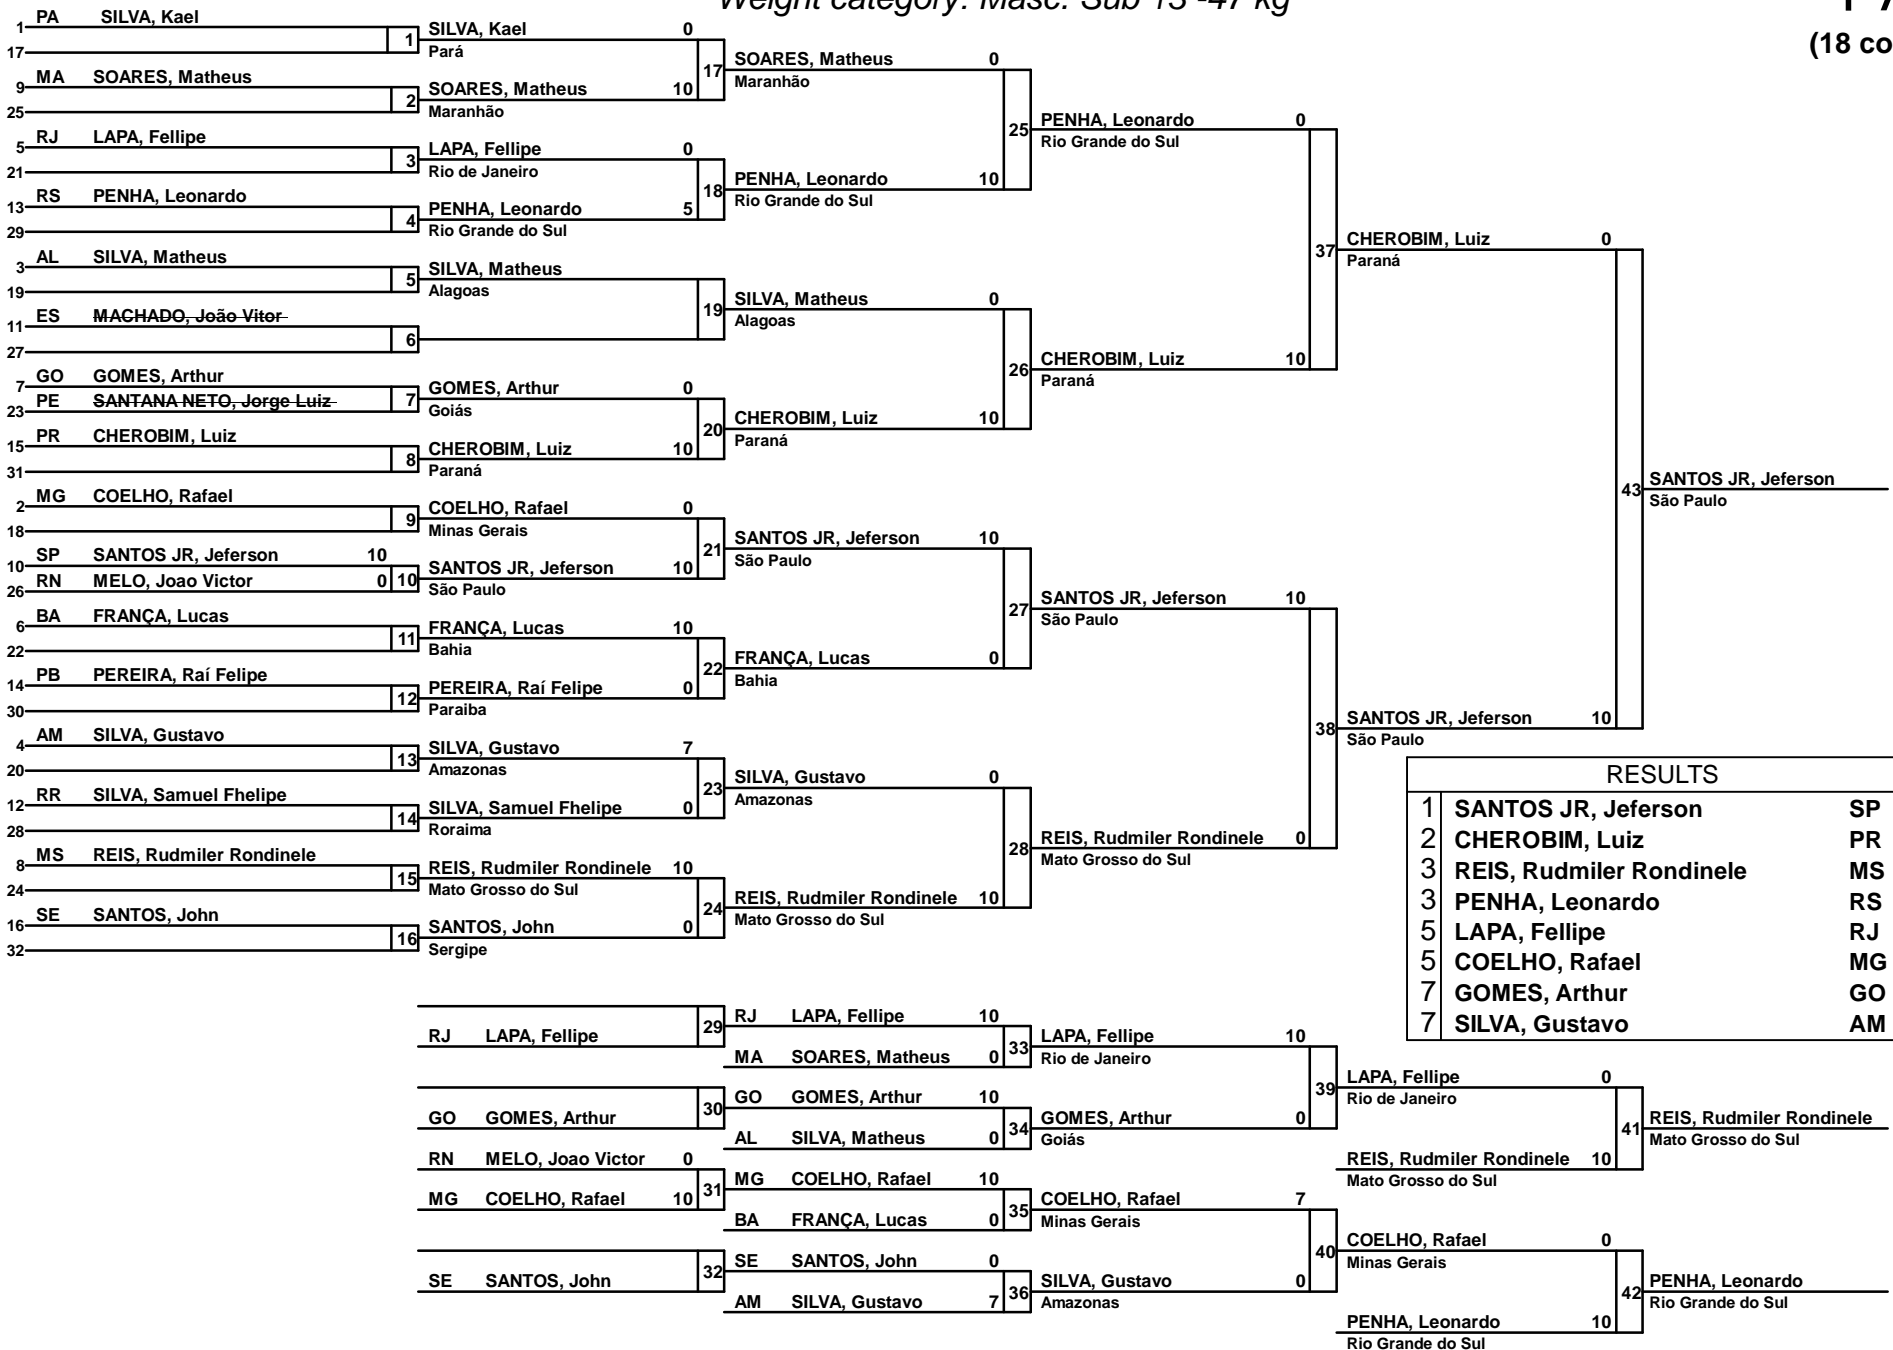 Weight category: Masc. Sub 13 -47 kg
(18 co
1 PA SILVA, Kael
17
1
9 MA SOARES, Matheus
25
2
5 RJ LAPA, Fellipe
21
3
13 RS PENHA, Leonardo
29
4
3 AL SILVA, Matheus
19
5
11 ES MACHADO, João Vitor
27
6
7 GO GOMES, Arthur
23 PE SANTANA NETO, Jorge Luiz
7
15 PR CHEROBIM, Luiz
31
8
2 MG COELHO, Rafael
18
9
10 SP SANTOS JR, Jeferson 10
26 RN MELO, Joao Victor 0
10
6 BA FRANÇA, Lucas
22
11
14 PB PEREIRA, Raí Felipe
30
12
4 AM SILVA, Gustavo
20
13
12 RR SILVA, Samuel Fhelipe
28
14
8 MS REIS, Rudmiler Rondinele
24
15
16 SE SANTOS, John
32
16
SILVA, Kael 0
Pará
17
SOARES, Matheus 10
Maranhão
LAPA, Fellipe 0
Rio de Janeiro
18
PENHA, Leonardo 5
Rio Grande do Sul
SILVA, Matheus
Alagoas
19
GOMES, Arthur 0
Goiás
20
CHEROBIM, Luiz 10
Paraná
COELHO, Rafael 0
Minas Gerais
21
SANTOS JR, Jeferson 10
São Paulo
FRANÇA, Lucas 10
Bahia
22
PEREIRA, Raí Felipe 0
Paraiba
SILVA, Gustavo 7
Amazonas
23
SILVA, Samuel Fhelipe 0
Roraima
REIS, Rudmiler Rondinele 10
Mato Grosso do Sul
24
SANTOS, John 0
Sergipe
SOARES, Matheus 0
Maranhão
25
PENHA, Leonardo 10
Rio Grande do Sul
SILVA, Matheus 0
Alagoas
26
CHEROBIM, Luiz 10
Paraná
SANTOS JR, Jeferson 10
São Paulo
27
FRANÇA, Lucas 0
Bahia
SILVA, Gustavo 0
Amazonas
28
REIS, Rudmiler Rondinele 10
Mato Grosso do Sul
PENHA, Leonardo 0
Rio Grande do Sul
37
CHEROBIM, Luiz 10
Paraná
SANTOS JR, Jeferson 10
São Paulo
38
REIS, Rudmiler Rondinele 0
Mato Grosso do Sul
CHEROBIM, Luiz 0
Paraná
43
SANTOS JR, Jeferson 10
São Paulo
SANTOS JR, Jeferson
São Paulo
RESULTS
1 SANTOS JR, Jeferson SP
2 CHEROBIM, Luiz PR
3 REIS, Rudmiler Rondinele MS
3 PENHA, Leonardo RS
5 LAPA, Fellipe RJ
5 COELHO, Rafael MG
7 GOMES, Arthur GO
7 SILVA, Gustavo AM
RJ LAPA, Fellipe
29
GO GOMES, Arthur
30
RN MELO, Joao Victor 0
31
MG COELHO, Rafael 10
SE SANTOS, John
32
RJ LAPA, Fellipe 10
MA SOARES, Matheus 0
33
GO GOMES, Arthur 10
AL SILVA, Matheus 0
34
MG COELHO, Rafael 10
BA FRANÇA, Lucas 0
35
SE SANTOS, John 0
AM SILVA, Gustavo 7
36
LAPA, Fellipe 10
Rio de Janeiro
39
GOMES, Arthur 0
Goiás
COELHO, Rafael 7
Minas Gerais
40
SILVA, Gustavo 0
Amazonas
LAPA, Fellipe 0
Rio de Janeiro
41
REIS, Rudmiler Rondinele 10
Mato Grosso do Sul
COELHO, Rafael 0
Minas Gerais
42
PENHA, Leonardo 10
Rio Grande do Sul
REIS, Rudmiler Rondinele
Mato Grosso do Sul
PENHA, Leonardo
Rio Grande do Sul